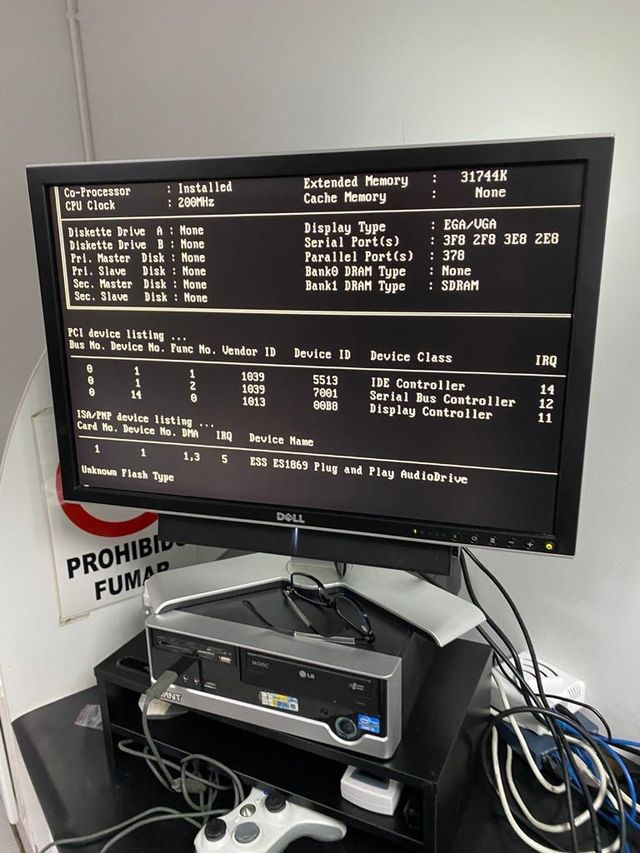 Co-Processor : Installed Extended Memory : 31744K
CPU Clock : 200MHz Cache Memory : None
Diskette Drive A : None Display Type : EGA/VGA
Diskette Drive B : None Serial Port(s) : 3F8 2F8 3E8 2E8
Pri. Master Disk : None Parallel Port(s) : 378
Pri. Slave Disk : None Bank0 DRAM Type : None
Sec. Master Disk : None Bank1 DRAM Type : SDRAM
Sec. Slave Disk : None
PCI device listing ...
Bus No. Device No. Func No. Vendor ID Device ID Device Class IRQ
0 1 1 1039 5513 IDE Controller 14
0 1 2 1039 7001 Serial Bus Controller 12
0 14 0 1013 00B8 Display Controller 11
ISA/PNP device listing ...
Card No. Device No. DMA IRQ Device Name
1 1 1,3 5 ESS ES1869 Plug and Play AudioDrive
Unknown Flash Type
DELL
PROHIBID
FUMAR
LG